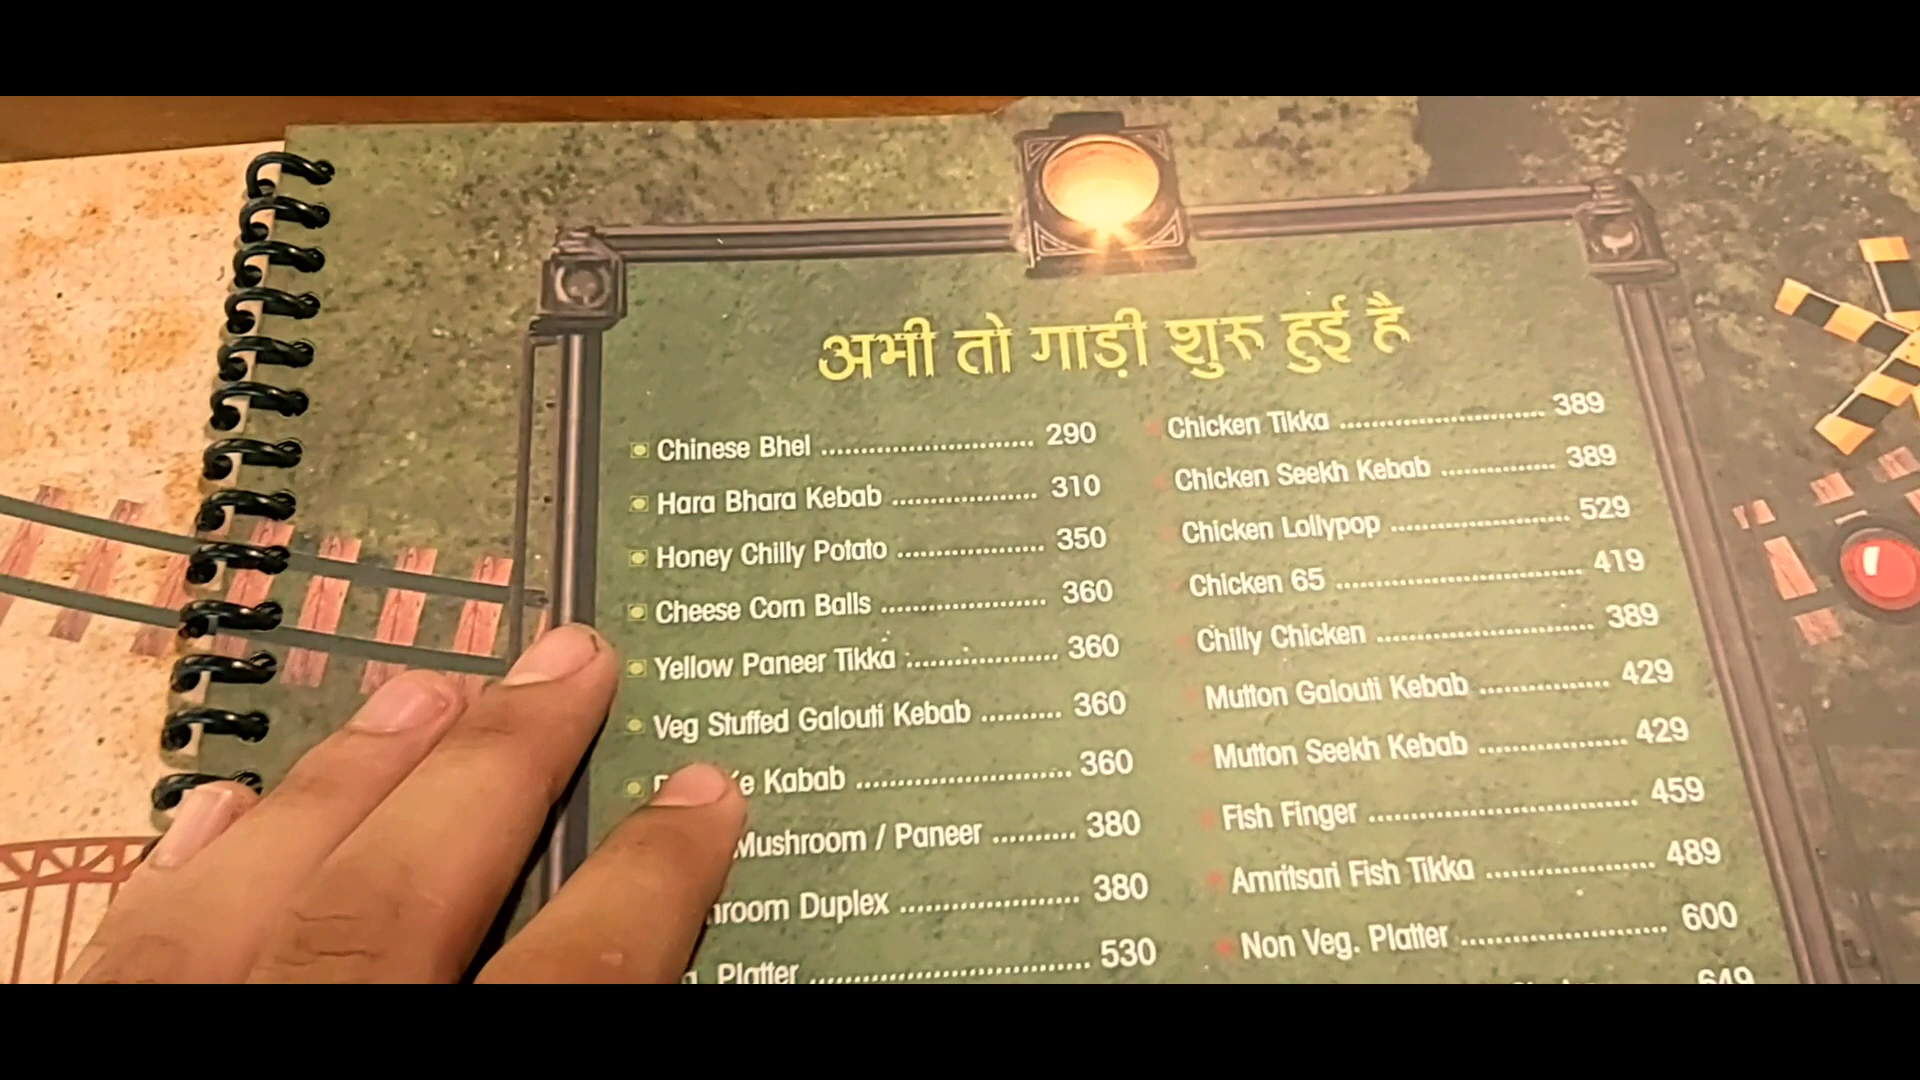 अभी तो गाड़ी शुरु हुई है
Chinese Bhel ........................... 290
Hara Bhara Kebab .................. 310
Honey Chilly Potato .................. 350
Cheese Corn Balls .................... 360
Yellow Paneer Tikka .................. 360
Veg Stuffed Galouti Kebab .......... 360
Ke Kabab ........................... 360
Mushroom / Paneer .......... 380
Duplex ..................... 380
Platter .................................. 530
Chicken Tikka ............................. 389
Chicken Seekh Kebab ................ 389
Chicken Lollypop ......................... 529
Chicken 65 .................................. 419
Chilly Chicken .............................. 389
Mutton Galouti Kebab ................. 429
Mutton Seekh Kebab ................... 429
Fish Finger ................................... 459
Amritsari Fish Tikka ...................... 489
Non Veg. Platter ........................... 600
649